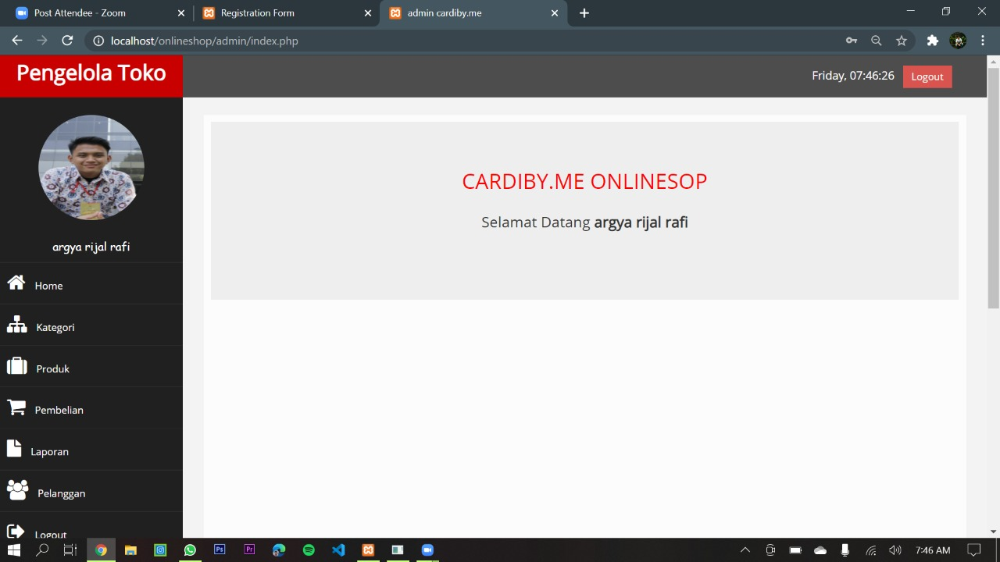 Post Attendee - Zoom
Registration Form
admin cardiby.me
localhost/onlineshop/admin/index.php
Pengelola Toko
Friday, 07:46:26
Logout
CARDIBY.ME ONLINESOP
Selamat Datang argya rijal rafi
argya rijal rafi
Home
Kategori
Produk
Pembelian
Laporan
Pelanggan
Logout
Ps
Pr
7:46 AM